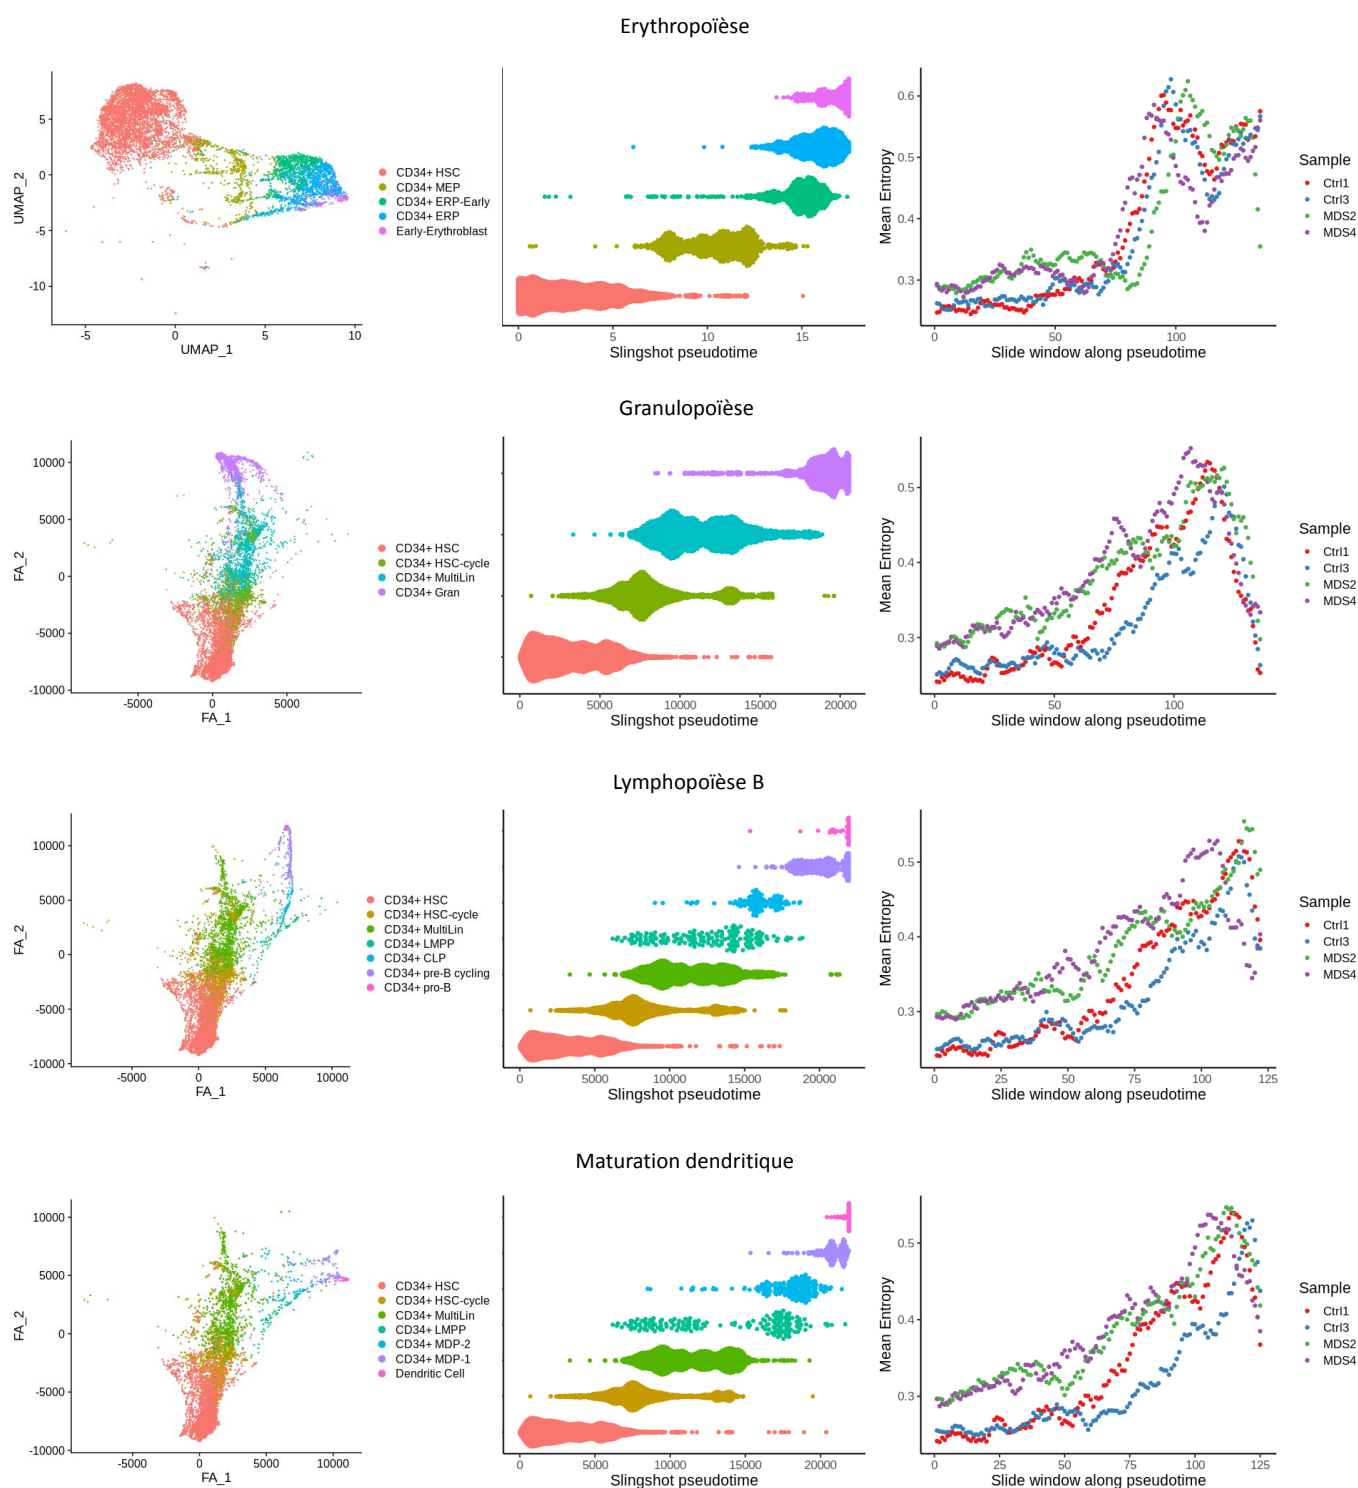 Erythropoïèse
UMAP_2
5
0
-5
-10
-5
0
5
10
UMAP_1
CD34+ HSC
CD34+ MEP
CD34+ ERP-Early
CD34+ ERP
Early-Erythroblast
0
5
10
15
Slingshot pseudotime
Mean Entropy
0.6
0.5
0.4
0.3
0
50
100
Slide window along pseudotime
Sample
Ctrl1
Ctrl3
MDS2
MDS4
Granulopoïèse
FA_2
10000
5000
0
-5000
-10000
-5000
0
5000
FA_1
CD34+ HSC
CD34+ HSC-cycle
CD34+ MultiLin
CD34+ Gran
0
5000
10000
15000
20000
Slingshot pseudotime
Mean Entropy
0.5
0.4
0.3
0
50
100
Slide window along pseudotime
Sample
Ctrl1
Ctrl3
MDS2
MDS4
Lymphopoïèse B
FA_2
10000
5000
0
-5000
-10000
-5000
0
5000
10000
FA_1
CD34+ HSC
CD34+ HSC-cycle
CD34+ MultiLin
CD34+ LMPP
CD34+ CLP
CD34+ pre-B cycling
CD34+ pro-B
0
5000
10000
15000
20000
Slingshot pseudotime
Mean Entropy
0.5
0.4
0.3
0
25
50
75
100
125
Slide window along pseudotime
Sample
Ctrl1
Ctrl3
MDS2
MDS4
Maturation dendritique
FA_2
10000
5000
0
-5000
-10000
-5000
0
5000
10000
FA_1
CD34+ HSC
CD34+ HSC-cycle
CD34+ MultiLin
CD34+ LMPP
CD34+ MDP-2
CD34+ MDP-1
Dendritic Cell
0
5000
10000
15000
20000
Slingshot pseudotime
Mean Entropy
0.5
0.4
0.3
0
25
50
75
100
125
Slide window along pseudotime
Sample
Ctrl1
Ctrl3
MDS2
MDS4